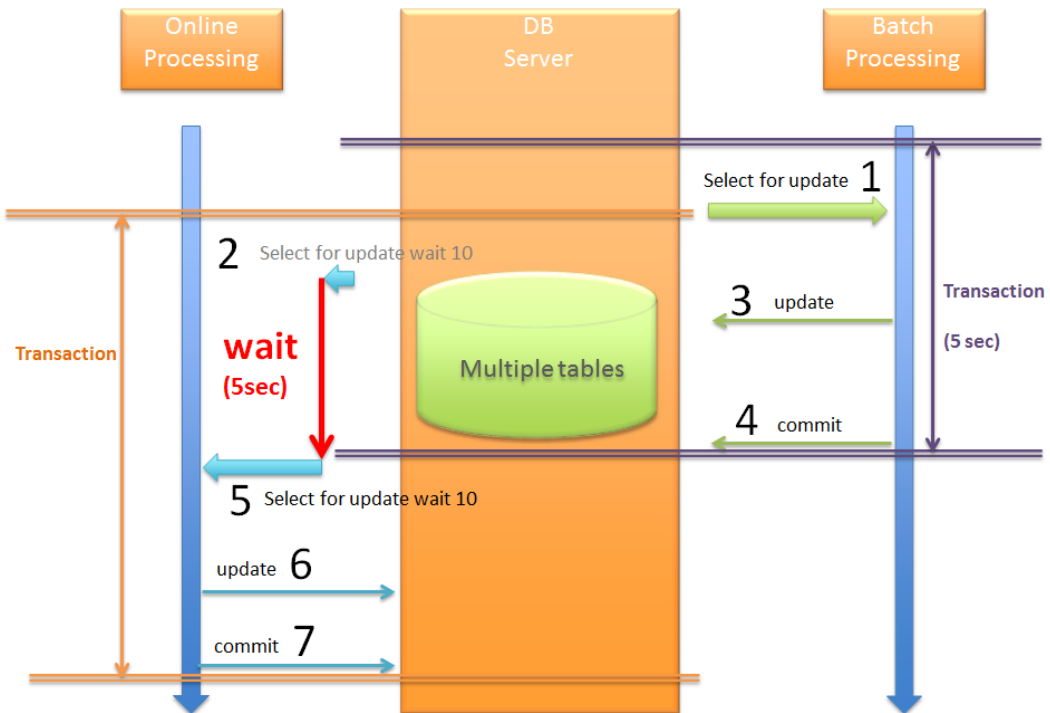 Online
Processing
DB
Server
Batch
Processing
Select for update 1
2 Select for update wait 10
3 update
Transaction
(5 sec)
Transaction
wait
(5sec)
Multiple tables
4 commit
5 Select for update wait 10
update 6
commit 7